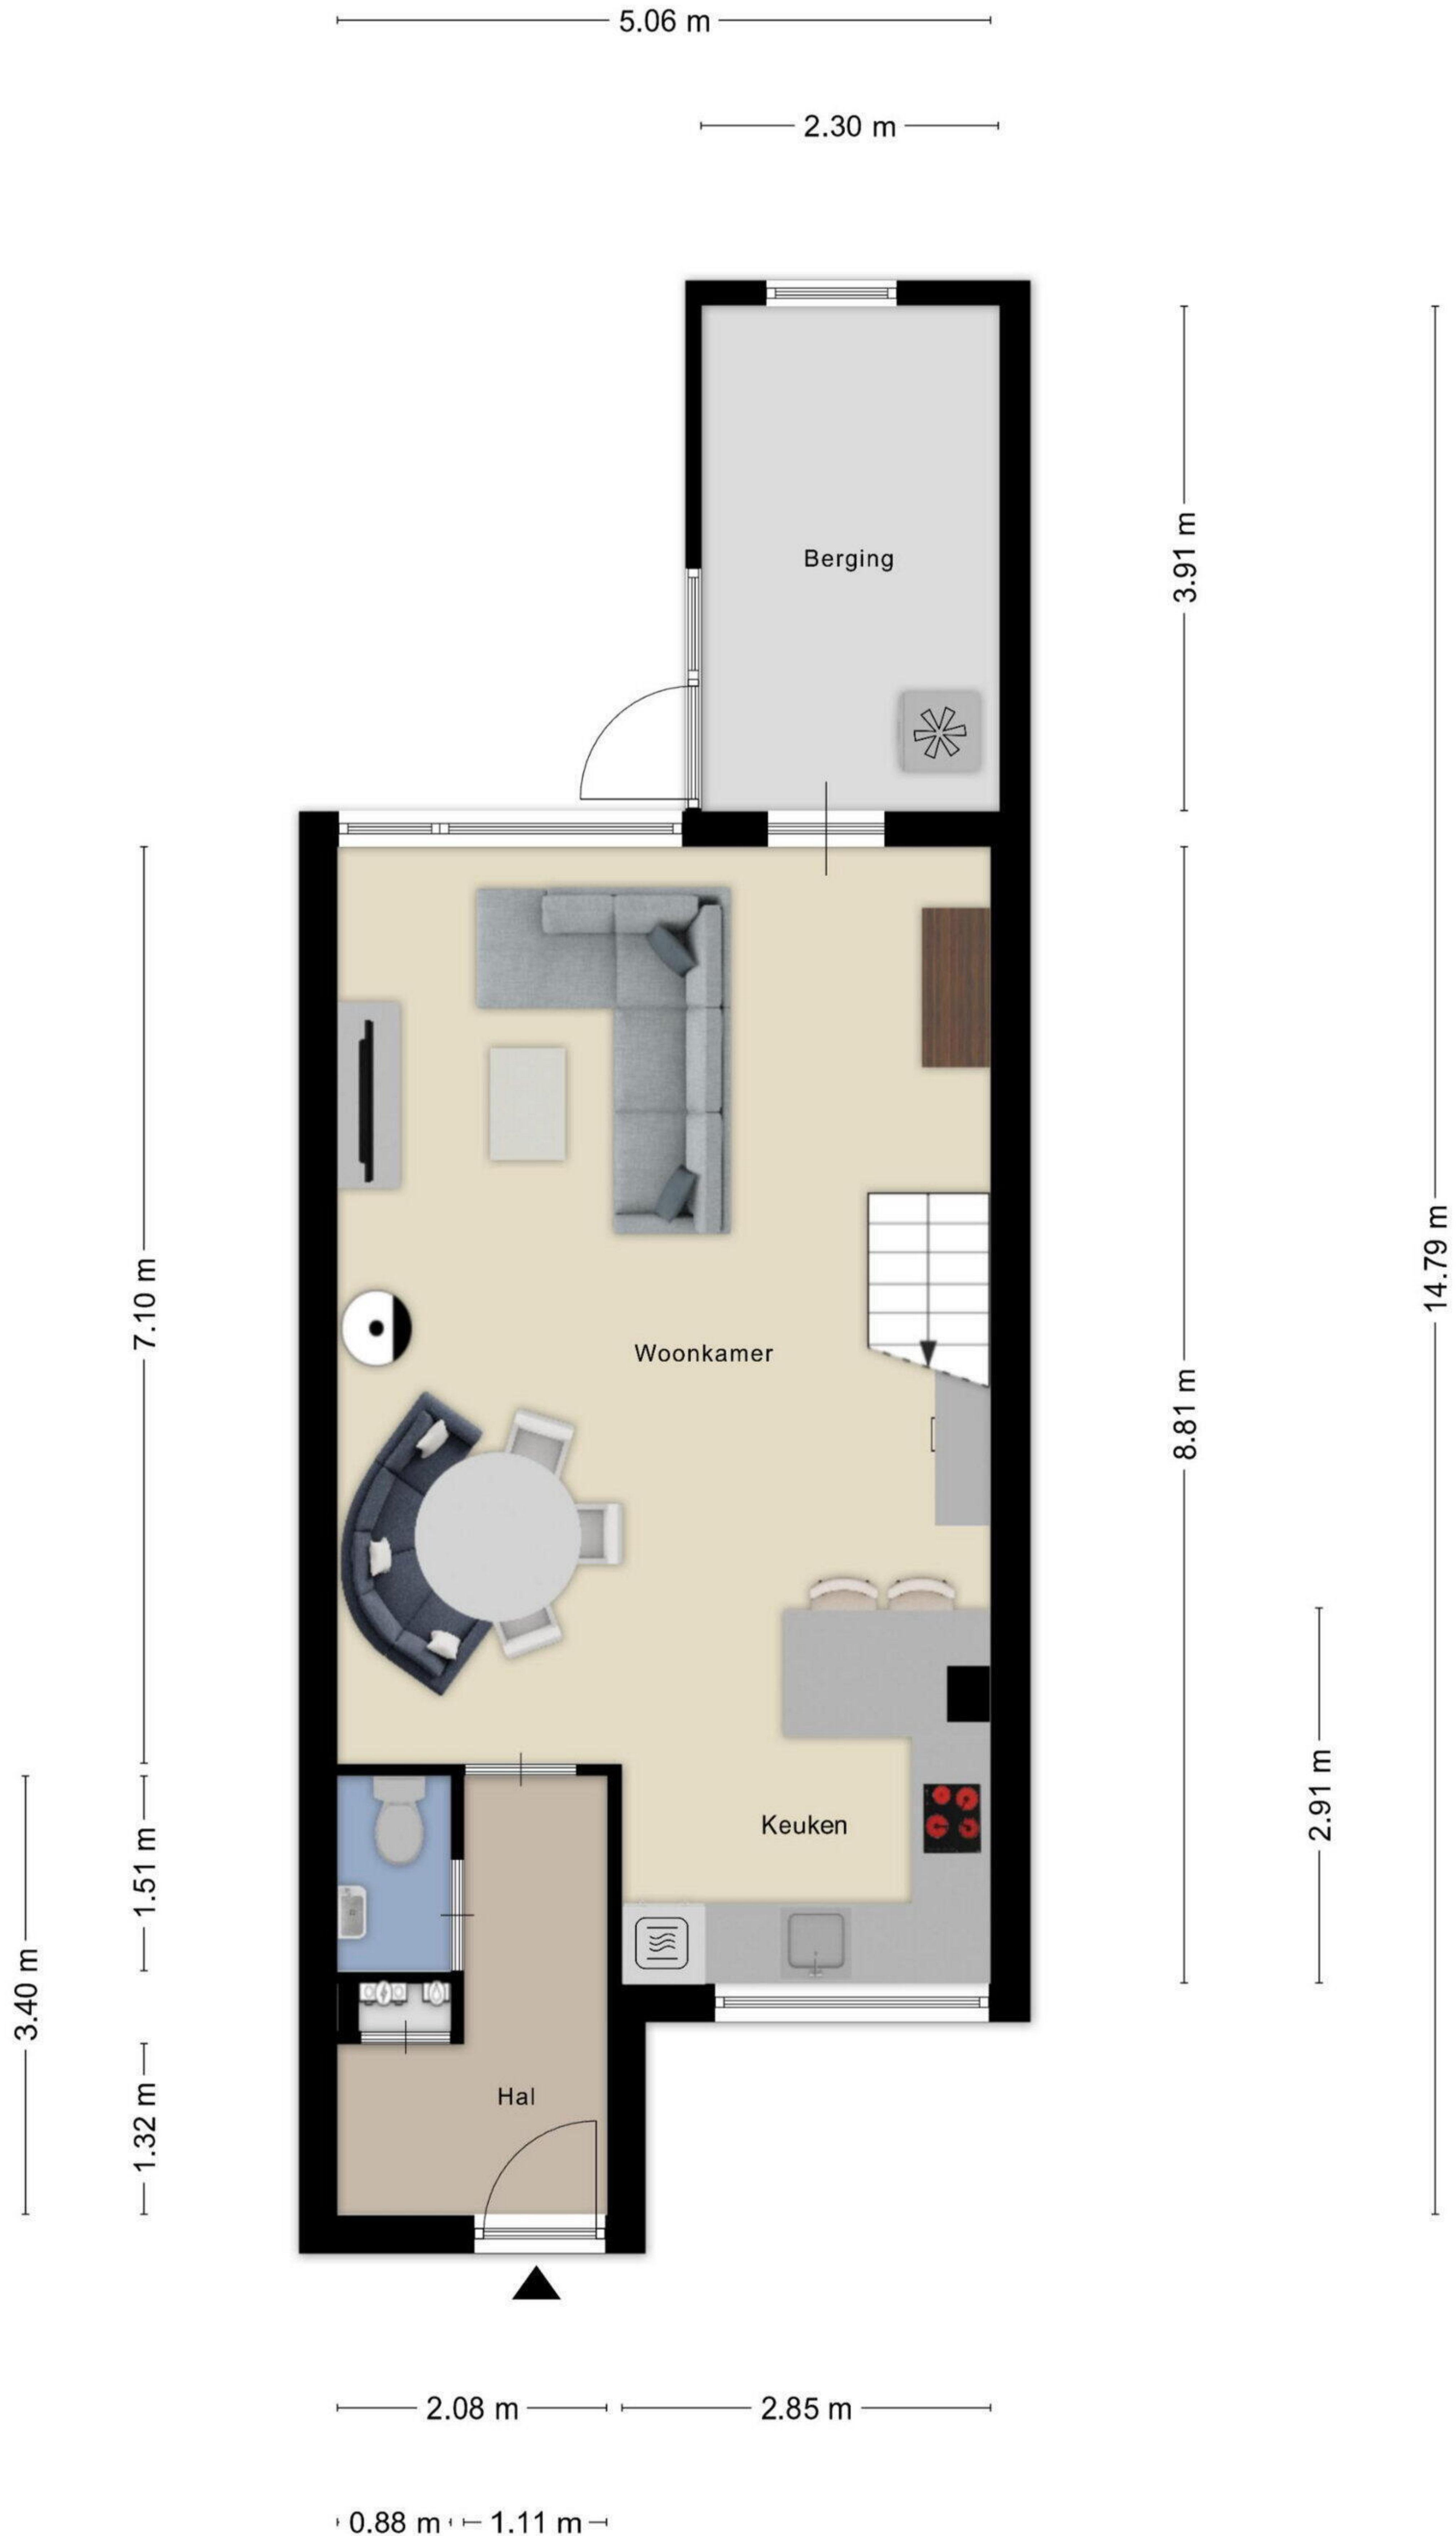 5.06 m
2.30 m
Berging
3.91 m
14.79 m
7.10 m
Woonkamer
8.81 m
2.91 m
Keuken
1.51 m
3.40 m
1.32 m
Hal
2.08 m
2.85 m
0.88 m
1.11 m